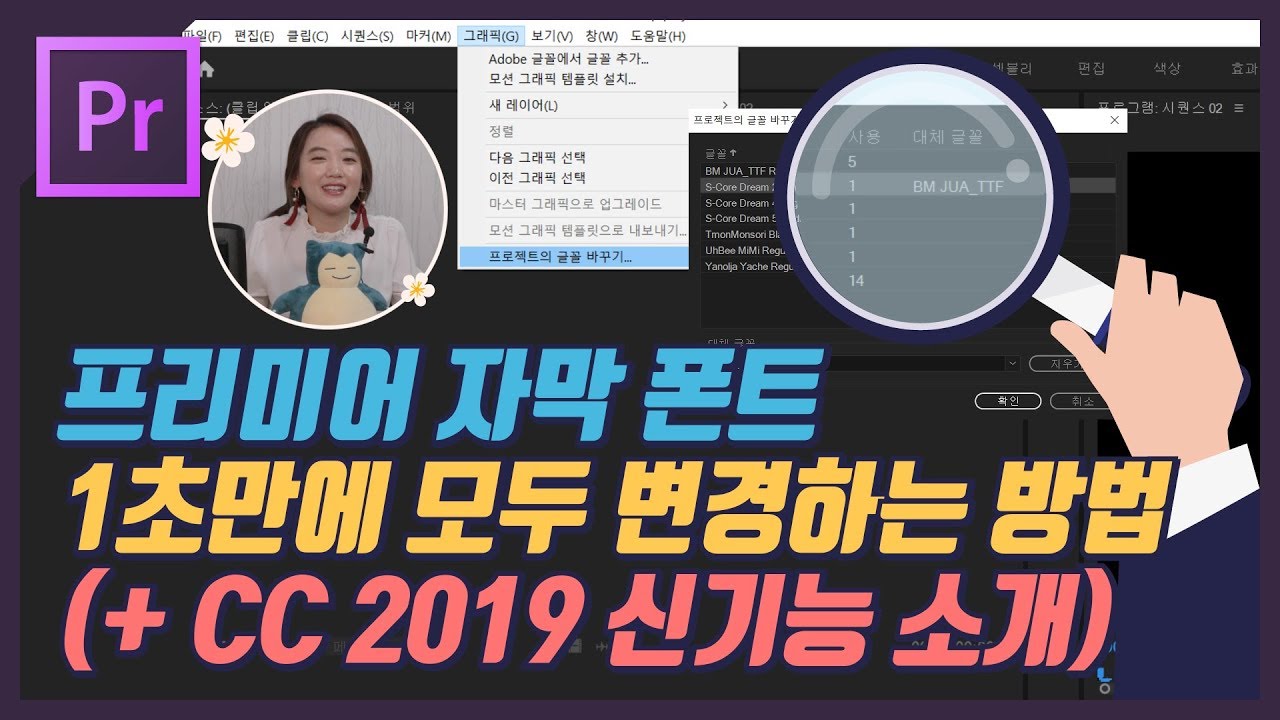 파일(F) 편집(E) 클립(C) 시퀀스(S) 마커(M) 그래픽(G) 보기(V) 창(W) 도움말(H)
Pr
Adobe 글꼴에서 글꼴 추가...
모션 그래픽 템플릿 설치...
새 레이어(L)
정렬
다음 그래픽 선택
이전 그래픽 선택
마스터 그래픽으로 업그레이드
모션 그래픽 템플릿으로 내보내기...
프로젝트의 글꼴 바꾸기...
편집 색상 효과
프로그램: 시퀀스 02
프로젝트의 글꼴 바꾸기
글꼴
사용 대체 글꼴
5
BM JUA_TTF
1 BM JUA_TTF
S-Core Dream 2
1
S-Core Dream 4
1
S-Core Dream 5
1
TmonMonsori
1
UhBee MiMi
14
Yanolja Yache
대체 글꼴
확인 취소
프리미어 자막 폰트
1초만에 모두 변경하는 방법
(+ CC 2019 신기능 소개)